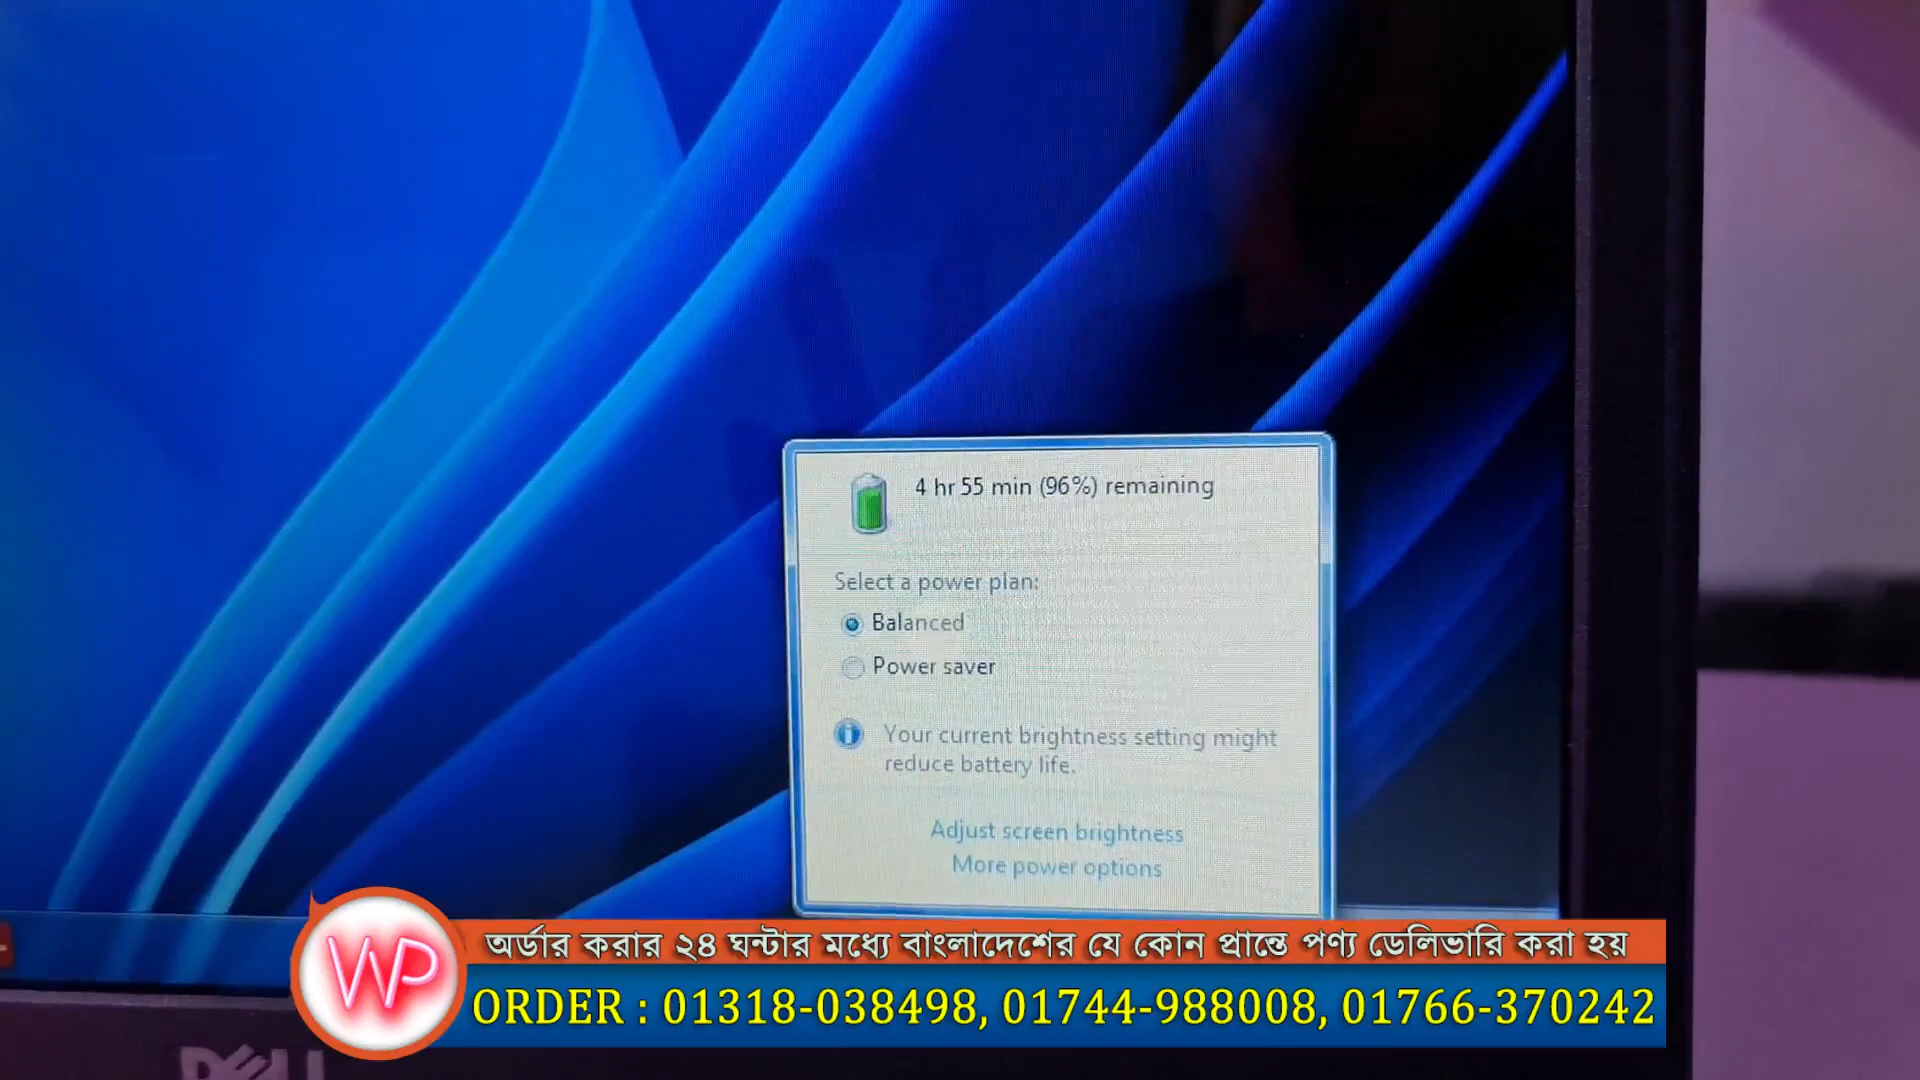 4 hr 55 min (96%) remaining
Select a power plan:
Balanced
Power saver
Your current brightness setting might
reduce battery life.
Adjust screen brightness
More power options
অর্ডার করার ২৪ ঘন্টার মধ্যে বাংলাদেশের যে কোন প্রান্তে পণ্য ডেলিভারি করা হয়
WP
ORDER : 01318-038498, 01744-988008, 01766-370242
DELL